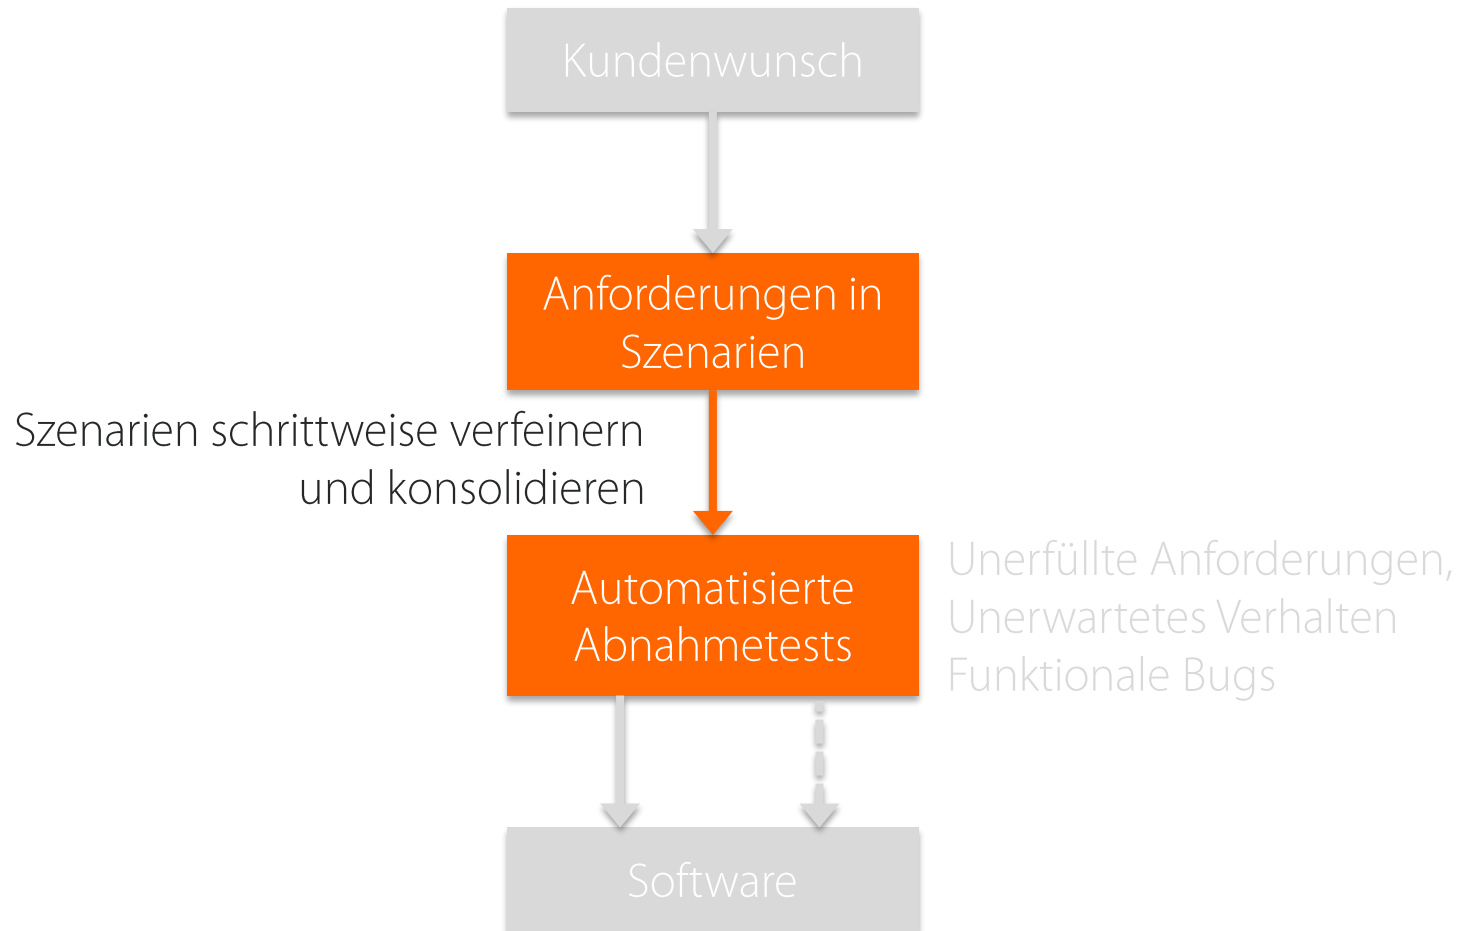 Kundenwunsch
Anforderungen in
Szenarien
Szenarien schrittweise verfeinern
und konsolidieren
Automatisierte
Abnahmetests
Unerfüllte Anforderungen,
Unerwartetes Verhalten
Funktionale Bugs
Software